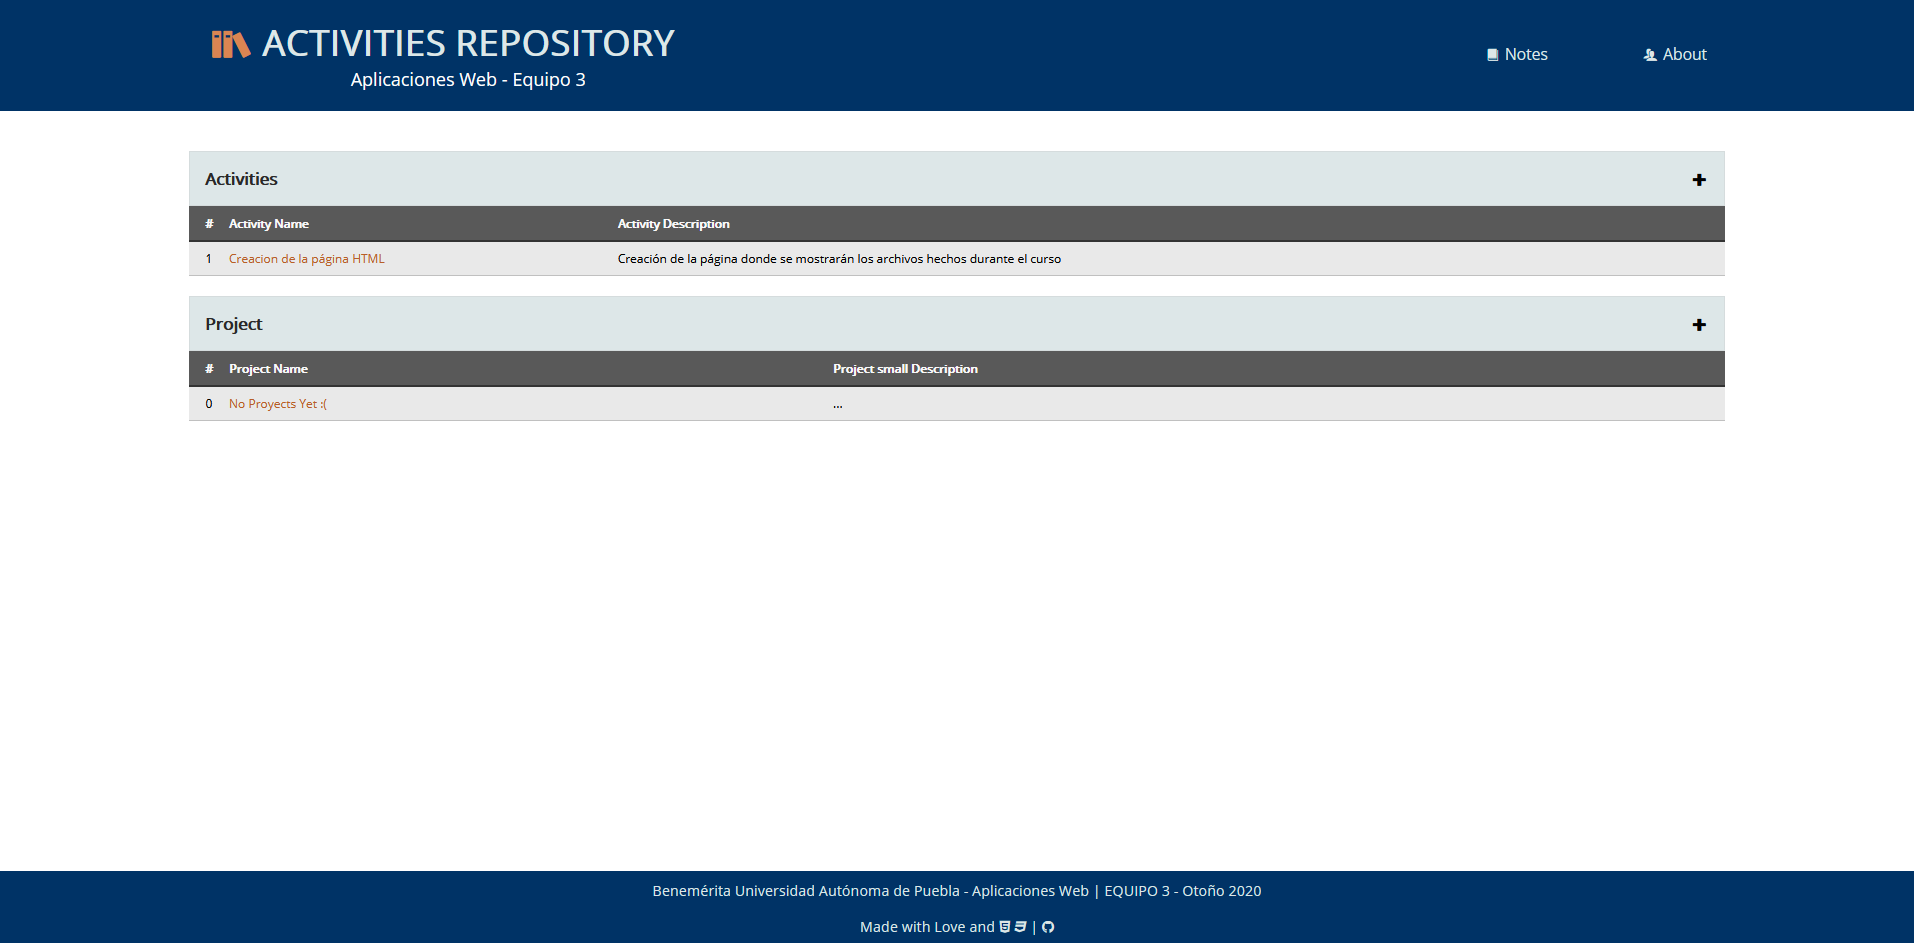 ACTIVITIES REPOSITORY
Aplicaciones Web - Equipo 3
Notes
About
Activities
# Activity Name Activity Description
1 Creacion de la página HTML Creación de la página donde se mostrarán los archivos hechos durante el curso
Project
# Project Name Project small Description
0 No Proyects Yet :( ...
Benemérita Universidad Autónoma de Puebla - Aplicaciones Web | EQUIPO 3 - Otoño 2020
Made with Love and |